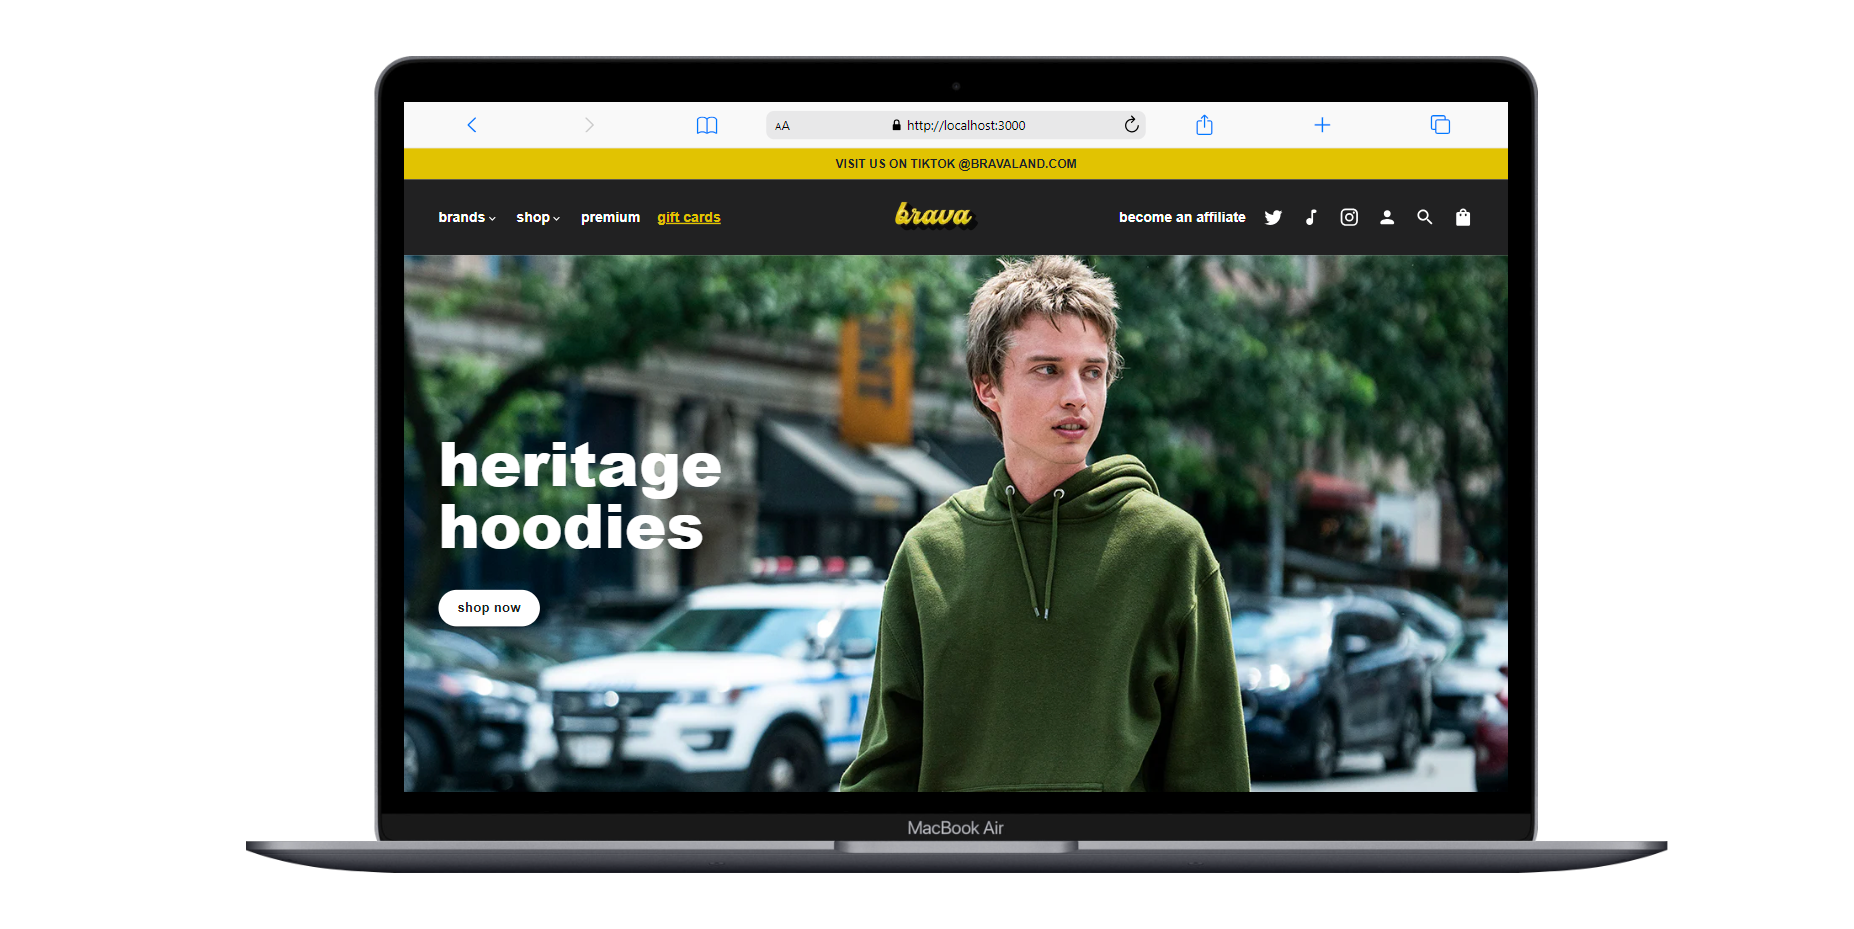 AA
http://localhost:3000
VISIT US ON TIKTOK @BRAVALAND.COM
brands shop premium gift cards
brava
become an affiliate
heritage
hoodies
shop now
MacBook Air